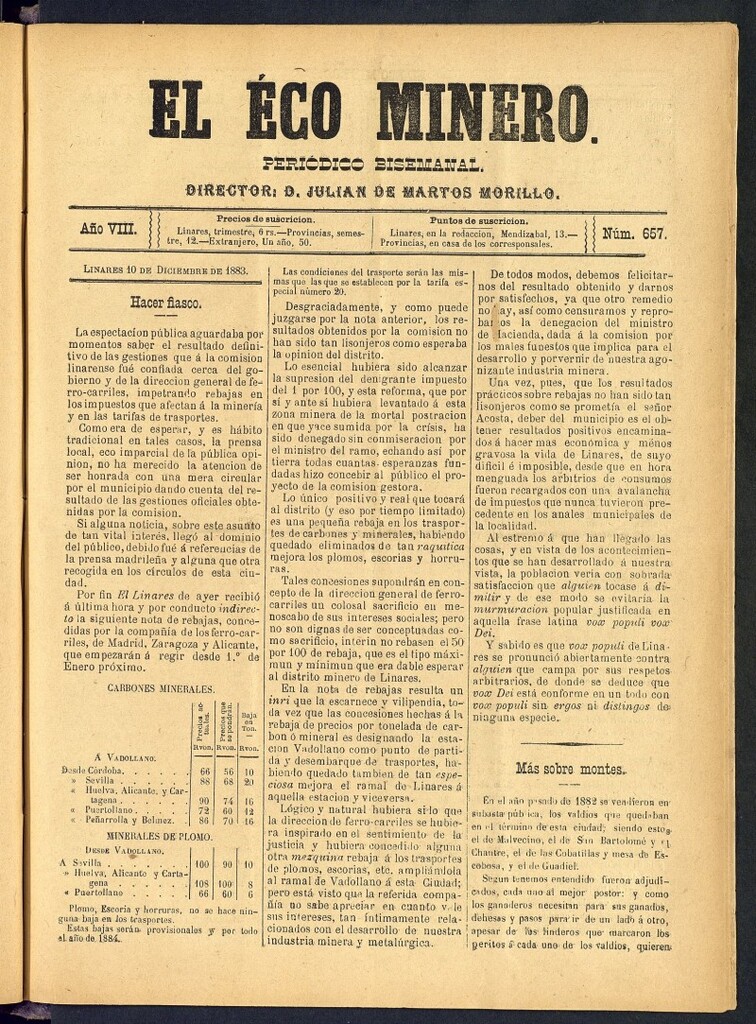 EL ÉCO MINERO.
PERIÓDICO BISEMANAL.
DIRECTOR: D. JULIAN DE MARTOS MORILLO.
Año VIII.
Precios de suscricion.
Linares, trimestre, 6 rs.—Provincias, semes-
tre, 12.—Extranjero, Un año, 50.
Puntos de suscricion.
Linares, en la redaccion, Mendizabal, 13.—
Provincias, en casa de los corresponsales.
Núm. 657.
LINARES 10 DE DICIEMBRE DE 1883.
Hacer fiasco.
La espectacion pública aguardaba por
momentos saber el resultado defini-
tivo de las gestiones que á la comision
linarense fué confiada cerca del go-
bierno y de la direccion general de fe-
rro-carriles, impetrando rebajas en
los impuestos que afectan á la minería
y en las tarifas de trasportes.
Como era de esperar, y es hábito
tradicional en tales casos, la prensa
local, eco imparcial de la pública opi-
nion, no ha merecido la atencion de
ser honrada con una mera circular
por el municipio dando cuenta del re-
sultado de las gestiones oficiales obte-
nidas por la comision.
Si alguna noticia, sobre este asunto
de tan vital interés, llegó al dominio
del público, debido fué á referencias de
la prensa madrileña y alguna que otra
recogida en los círculos de esta ciu-
dad.
Por fin El Linares de ayer recibió
á última hora y por conducto indirec-
to la siguiente nota de rebajas, conce-
didas por la compañía de los ferro-car-
riles, de Madrid, Zaragoza y Alicante,
que empezarán á regir desde 1.º de
Enero próximo.
CARBONES MINERALES.
Precios ac-
tuales. Precios que
se pondrán. Baja
en
Ton.
Rvon. Rvon. Rvon.
Á VADOLLANO.
Desde Córdoba. . . . . . 66 56 10
» Sevilla . . . . . . 88 68 20
» Huelva, Alicante, y Car-
tagena . . . . . . 90 74 16
» Puertollano. . . . . 72 60 12
» Peñarrolla y Belmez. . . 86 70 16
MINERALES DE PLOMO.
DESDE VADOLLANO.
Á Sevilla . . . . . . 100 90 10
» Huelva, Alicante y Carta-
gena . . . . . . 108 100 8
» Puertollano . . . . . 66 60 6
Plomo, Escoria y horruras, no se hace nin-
guna baja en los trasportes.
Estas bajas serán provisionales y por todo
el año de 1884.
Las condiciones del trasporte serán las mis-
mas que las que se establecen por la tarifa es-
pecial número 20.
Desgraciadamente, y como puede
juzgarse por la nota anterior, los re-
sultados obtenidos por la comision no
han sido tan lisonjeros como esperaba
la opinion del distrito.
Lo esencial hubiera sido alcanzar
la supresion del denigrante impuesto
del 1 por 100, y esta reforma, que por
sí y ante sí hubiera levantado á esta
zona minera de la mortal postracion
en que yace sumida por la crísis, ha
sido denegado sin conmiseracion por
el ministro del ramo, echando así por
tierra todas cuantas esperanzas fun-
dadas hizo concebir al público el pro-
yecto de la comision gestora.
Lo único positivo y real que tocará
al distrito (y eso por tiempo limitado)
es una pequeña rebaja en los traspor-
tes de carbones y minerales, habiendo
quedado eliminados de tan raquítica
mejora los plomos, escorias y horru-
ras.
Tales concesiones supondrán en con-
cepto de la direccion general de ferro-
carriles un colosal sacrificio en me-
noscabo de sus intereses sociales; pero
no son dignas de ser conceptuadas co-
mo sacrificio, interin no rebasen el 50
por 100 de rebaja, que es el tipo máxi-
mun y mínimun que era dable esperar
al distrito minero de Linares.
En la nota de rebajas resulta un
inri que la escarnece y vilipendia, to-
da vez que las concesiones hechas á la
rebaja de precios por tonelada de car-
bon ó mineral es designando la esta-
cion Vadollano como punto de parti-
da y desembarque de trasportes, ha-
biendo quedado tambien de tan espe-
ciosa mejora el ramal de Linares á
aquella estacion y viceversa.
Lógico y natural hubiera sido que
la direccion de ferro-carriles se hubie-
ra inspirado en el sentimiento de la
justicia y hubiera concedido alguna
otra mezquina rebaja á los trasportes
de plomos, escorias, etc. ampliándola
al ramal de Vadollano á esta Ciudad;
pero está visto que la referida compa-
ñía no sabe apreciar en cuanto vale
sus intereses, tan íntimamente rela-
cionados con el desarrollo de nuestra
industria minera y metalúrgica.
De todos modos, debemos felicitar-
nos del resultado obtenido y darnos
por satisfechos, ya que otro remedio
no hay, así como censuramos y repro-
bamos la denegacion del ministro
de Hacienda, dada á la comision por
los males funestos que implica para el
desarrollo y porvenir de nuestra ago-
nizante industria minera.
Una vez, pues, que los resultados
prácticos sobre rebajas no han sido tan
lisonjeros como se prometía el señor
Acosta, deber del municipio es el ob-
tener resultados positivos encamina-
dos á hacer mas económica y ménos
gravosa la vida de Linares, de suyo
difícil é imposible, desde que en hora
menguada los arbitrios de consumos
fueron recargados con una avalancha
de impuestos que nunca tuvieron pre-
cedente en los anales municipales de
la localidad.
Al estremo á que han llegado las
cosas, y en vista de los acontecimien-
tos que se han desarrollado á nuestra
vista, la poblacion vería con sobrada
satisfaccion que alguien tocase á di-
mitir y de ese modo se evitaria la
murmuracion popular justificada en
aquella frase latina vox populi vox
Dei.
Y sabido es que vox populi de Lina-
res se pronunció abiertamente contra
alguien que campa por sus respetos
arbitrarios, de donde se deduce que
vox Dei está conforme en un todo con
vox populi sin ergos ni distingos de
ninguna especie.
Más sobre montes.
En el año pasado de 1882 se vendieron en
subasta pública, los valdíos que quedaban
en el término de esta ciudad; siendo estos
el de Malvecino, el de San Bartolomé y el
Chantre, el de las Cobatillas y mesa de Es-
cobosa, y el de Guadiel.
Segun tenemos entendido fueron adjudi-
cados, cada uno al mejor postor: y como
los ganaderos necesitan para sus ganados,
dehesas y pasos para ir de un lado á otro,
apesar de los linderos que marcaron los
peritos á cada uno de los valdíos, quieren